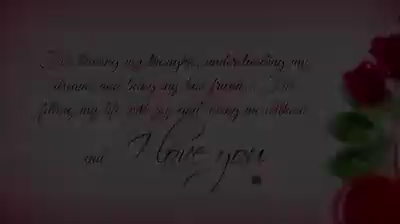 For sharing my thoughts, understanding my
dreams and being my best friend... For
filling my life with joy and loving me without
end
I love you